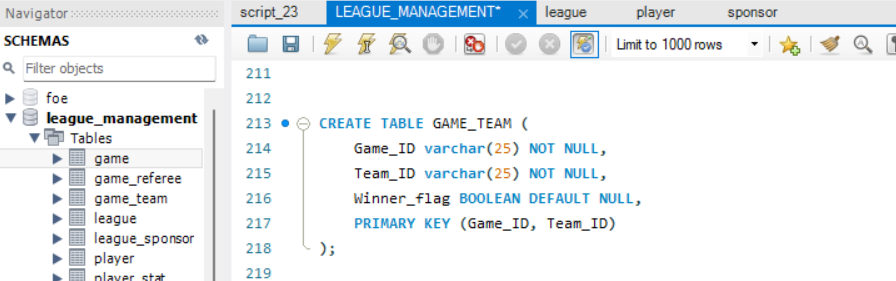 Navigator
SCHEMAS
Filter objects
foe
league_management
Tables
game
game_referee
game_team
league
league_sponsor
player
player_stat
script_23
LEAGUE_MANAGEMENT*
league
player
sponsor
Limit to 1000 rows
211
212
213 CREATE TABLE GAME_TEAM (
214 Game_ID varchar(25) NOT NULL,
215 Team_ID varchar(25) NOT NULL,
216 Winner_flag BOOLEAN DEFAULT NULL,
217 PRIMARY KEY (Game_ID, Team_ID)
218 );
219